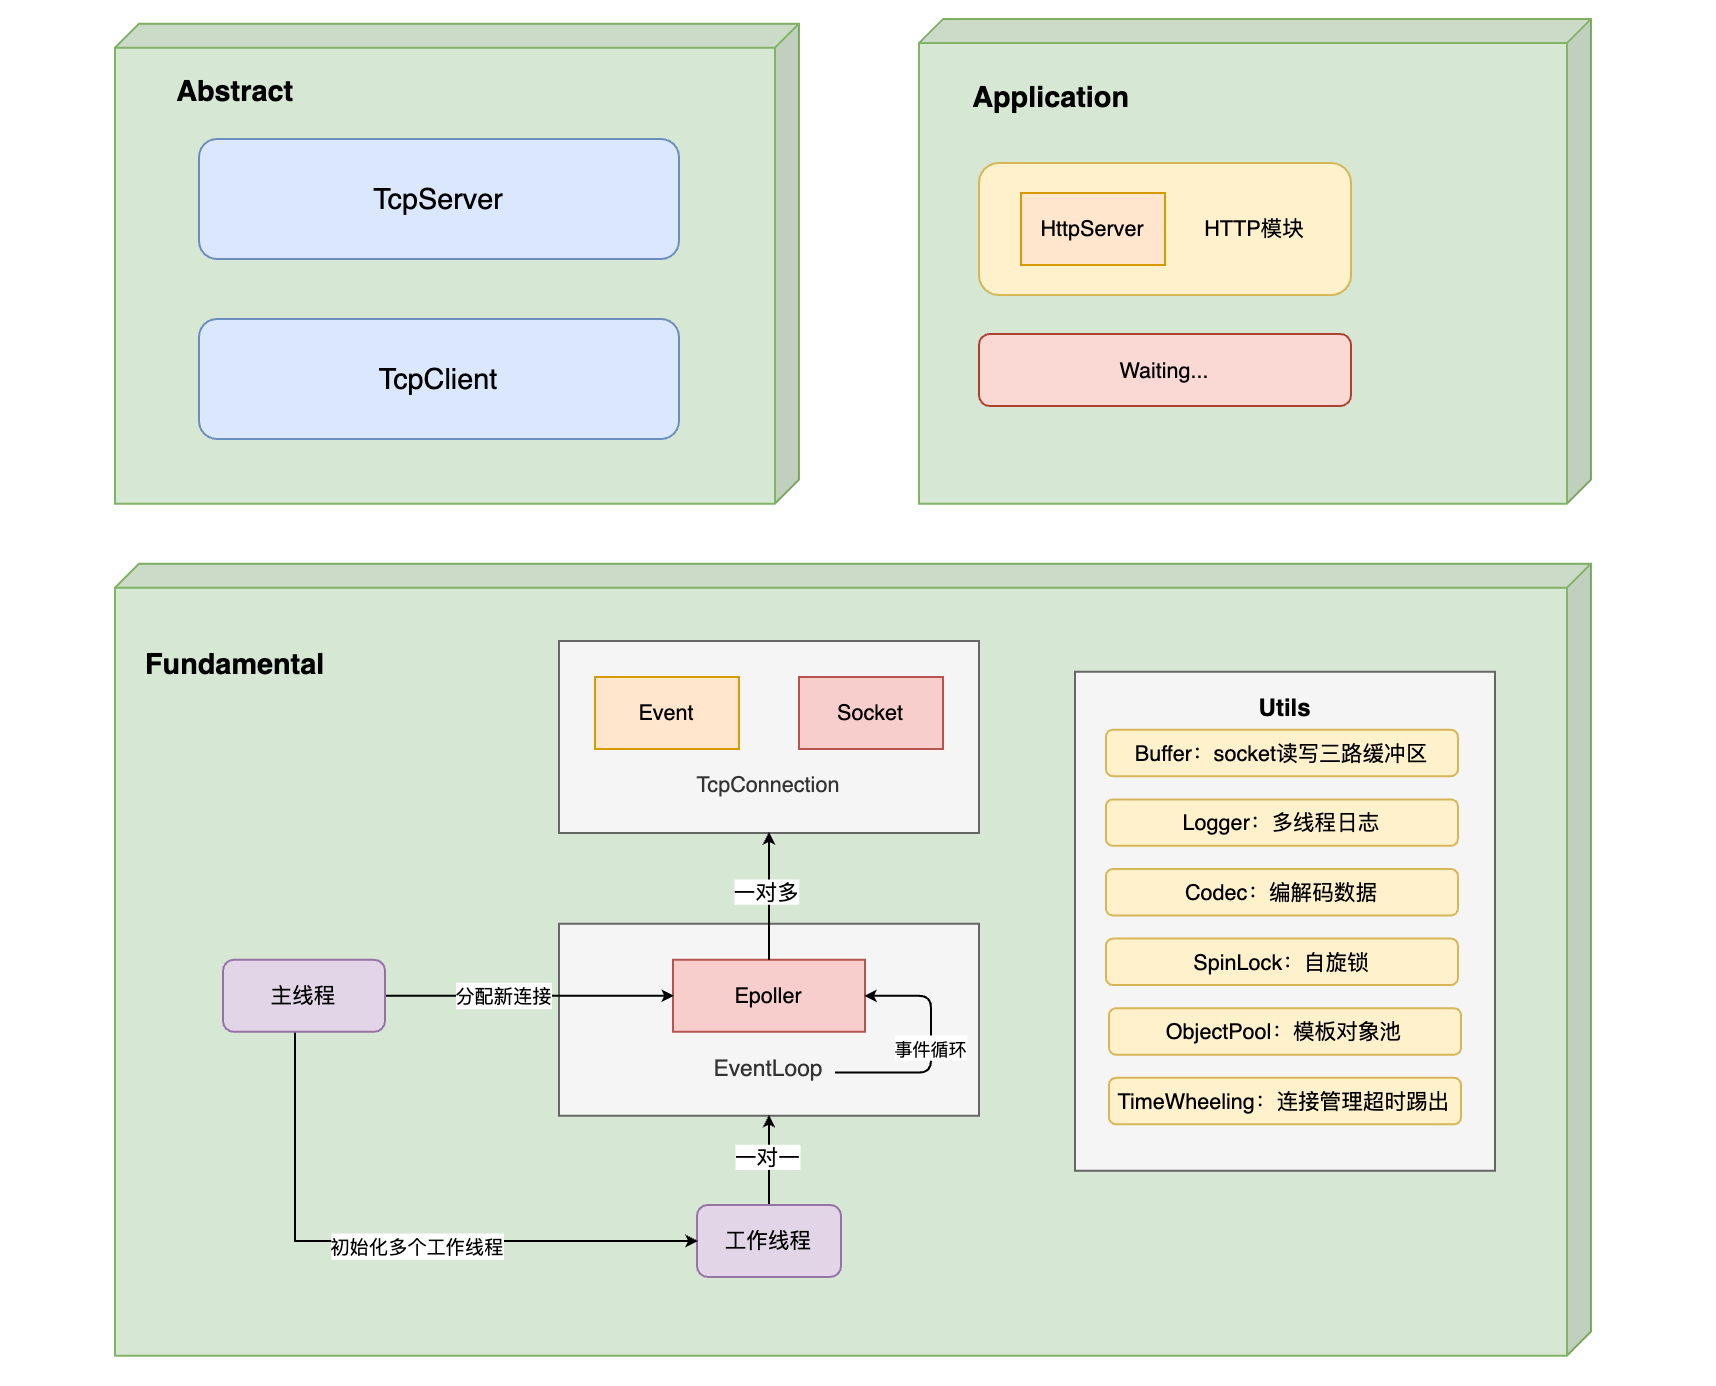 Abstract
TcpServer
TcpClient
Application
HttpServer
HTTP模块
Waiting...
Fundamental
Event
Socket
TcpConnection
一对多
主线程
分配新连接
Epoller
事件循环
EventLoop
一对一
初始化多个工作线程
工作线程
Utils
Buffer：socket读写三路缓冲区
Logger：多线程日志
Codec：编解码数据
SpinLock：自旋锁
ObjectPool：模板对象池
TimeWheeling：连接管理超时踢出